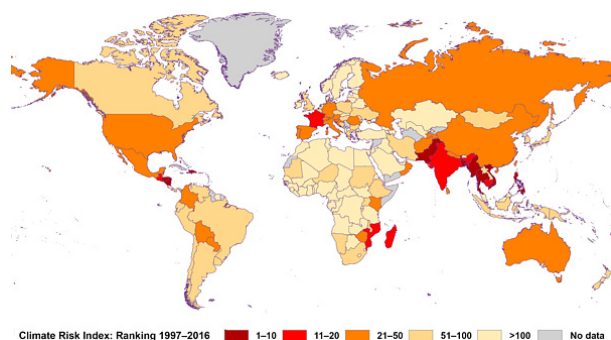 Climate Risk Index: Ranking 1997–2016 1–10 11–20 21–50 51–100 >100 No data